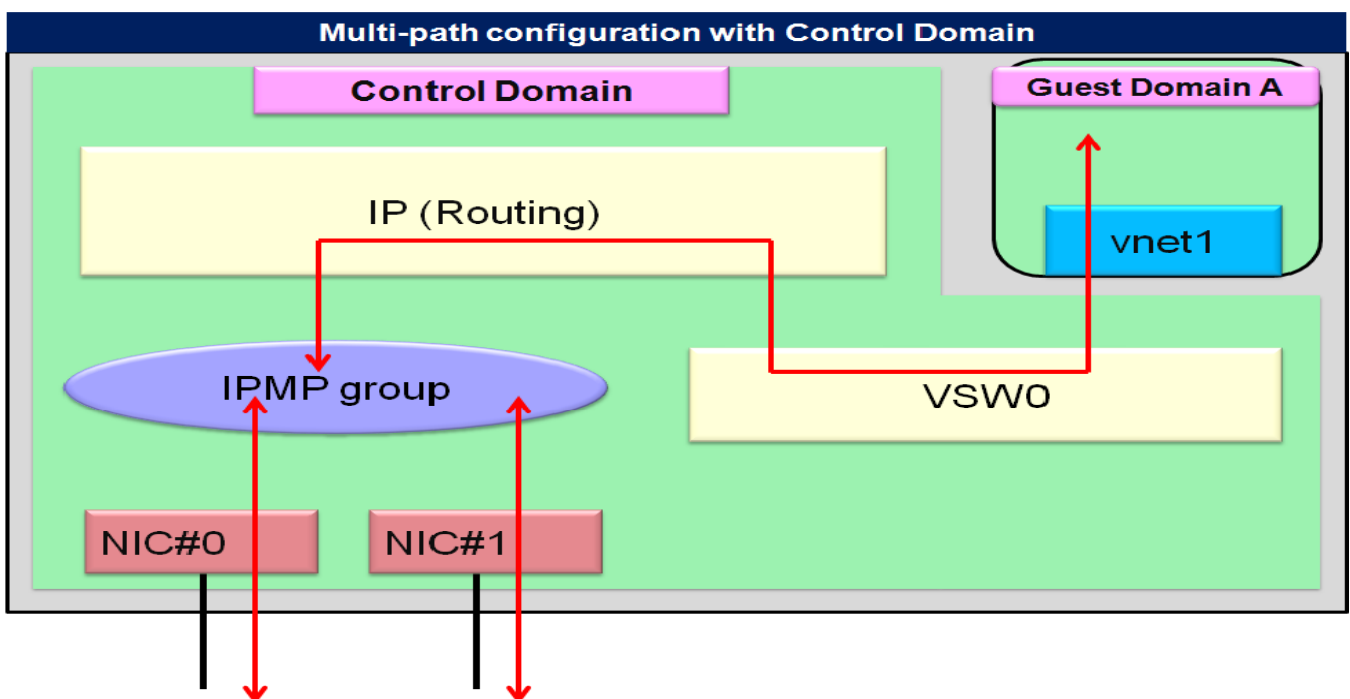 Multi-path configuration with Control Domain
Control Domain
Guest Domain A
IP (Routing)
vnet1
IPMP group
VSW0
NIC#0
NIC#1